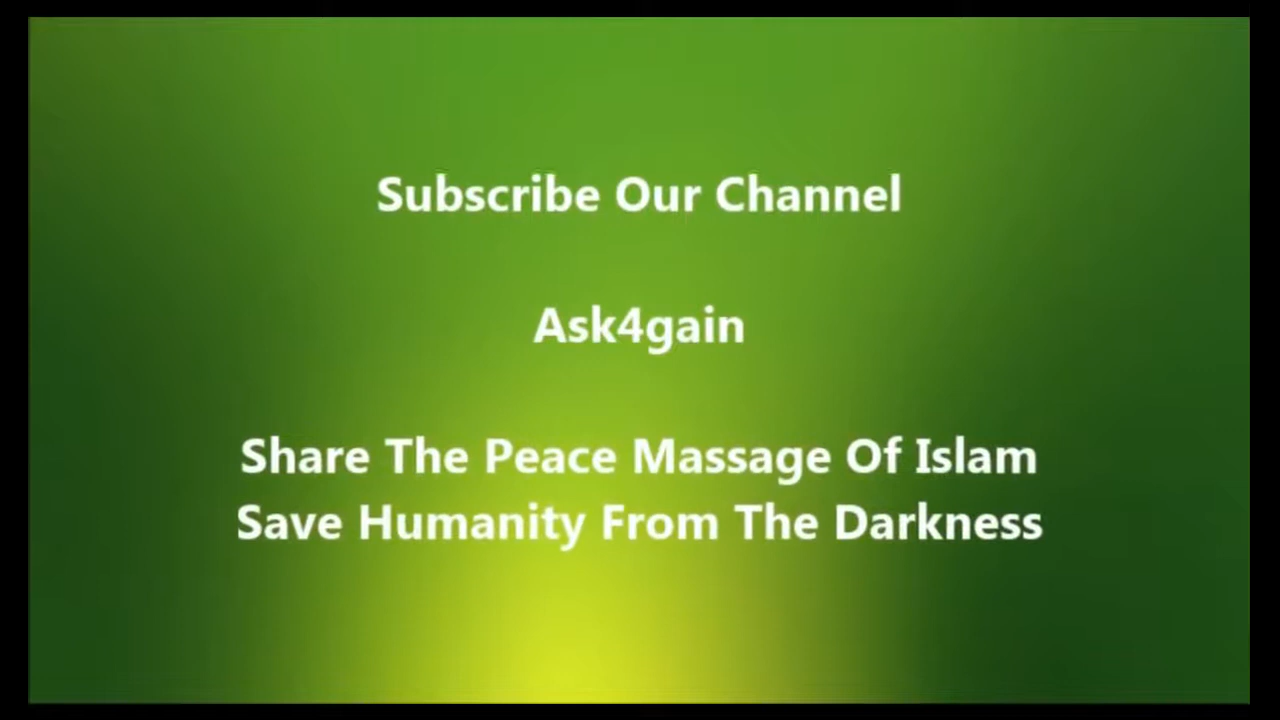 Subscribe Our Channel
Ask4gain
Share The Peace Massage Of Islam
Save Humanity From The Darkness